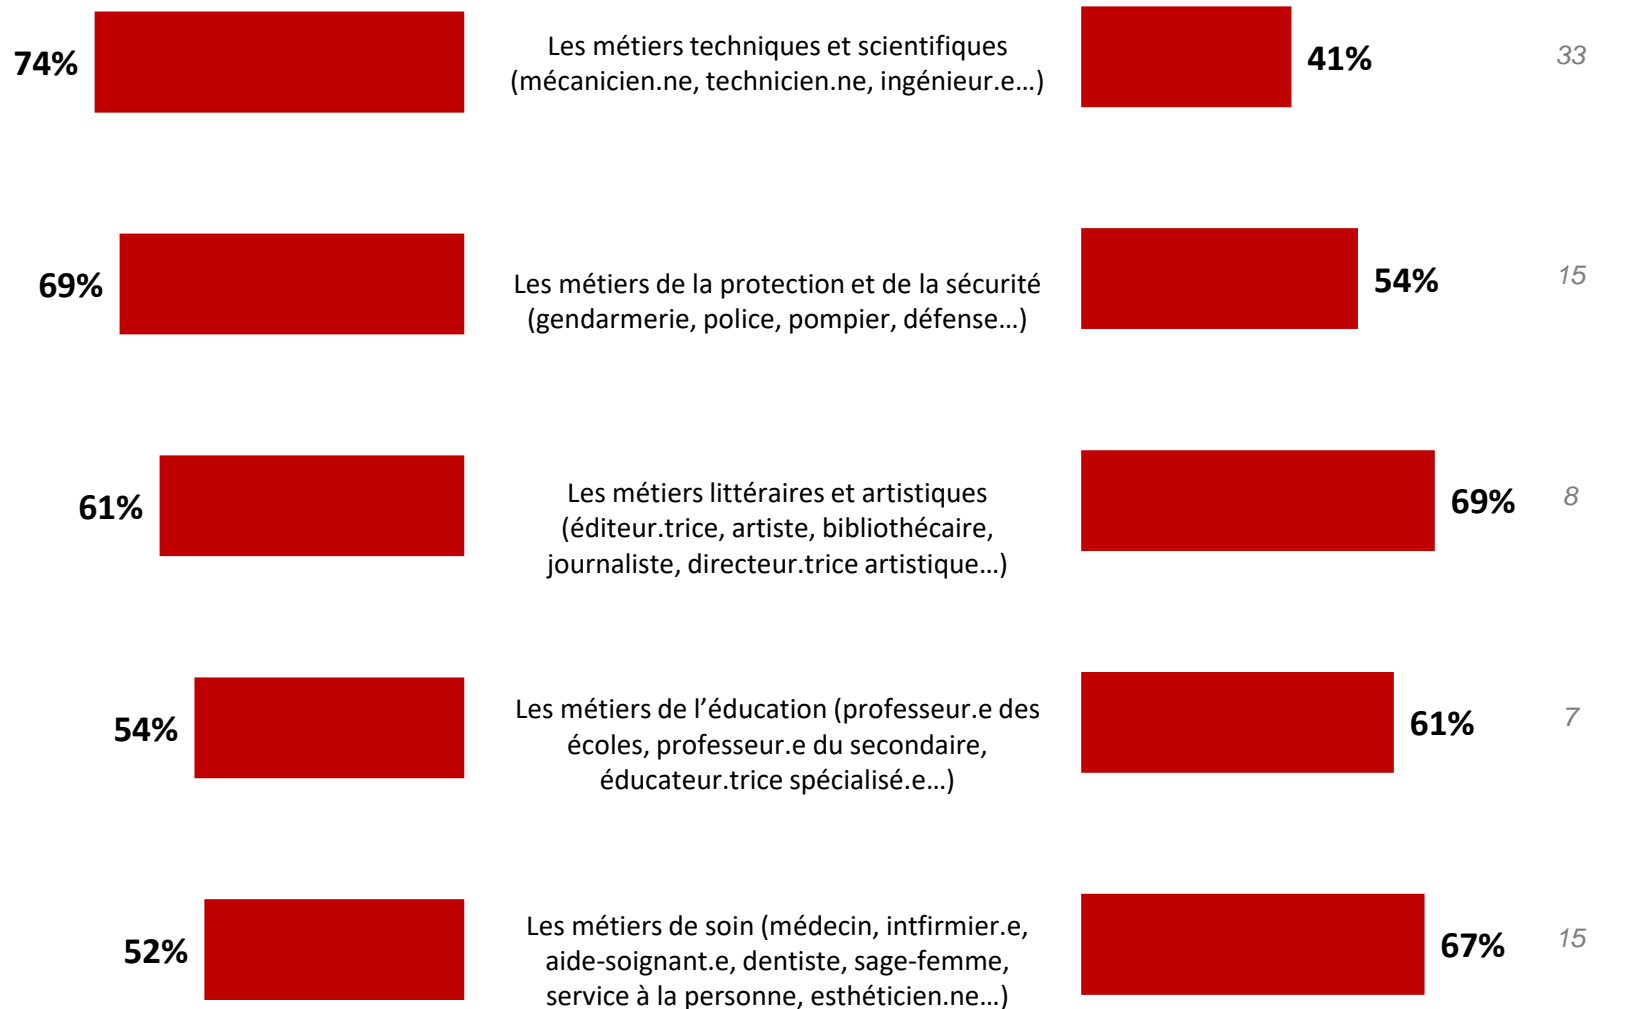 74%
Les métiers techniques et scientifiques
(mécanicien.ne, technicien.ne, ingénieur.e…)
41%
33
69%
Les métiers de la protection et de la sécurité
(gendarmerie, police, pompier, défense…)
54%
15
61%
Les métiers littéraires et artistiques
(éditeur.trice, artiste, bibliothécaire,
journaliste, directeur.trice artistique…)
69%
8
54%
Les métiers de l’éducation (professeur.e des
écoles, professeur.e du secondaire,
éducateur.trice spécialisé.e…)
61%
7
52%
Les métiers de soin (médecin, intfirmier.e,
aide-soignant.e, dentiste, sage-femme,
service à la personne, esthéticien.ne…)
67%
15